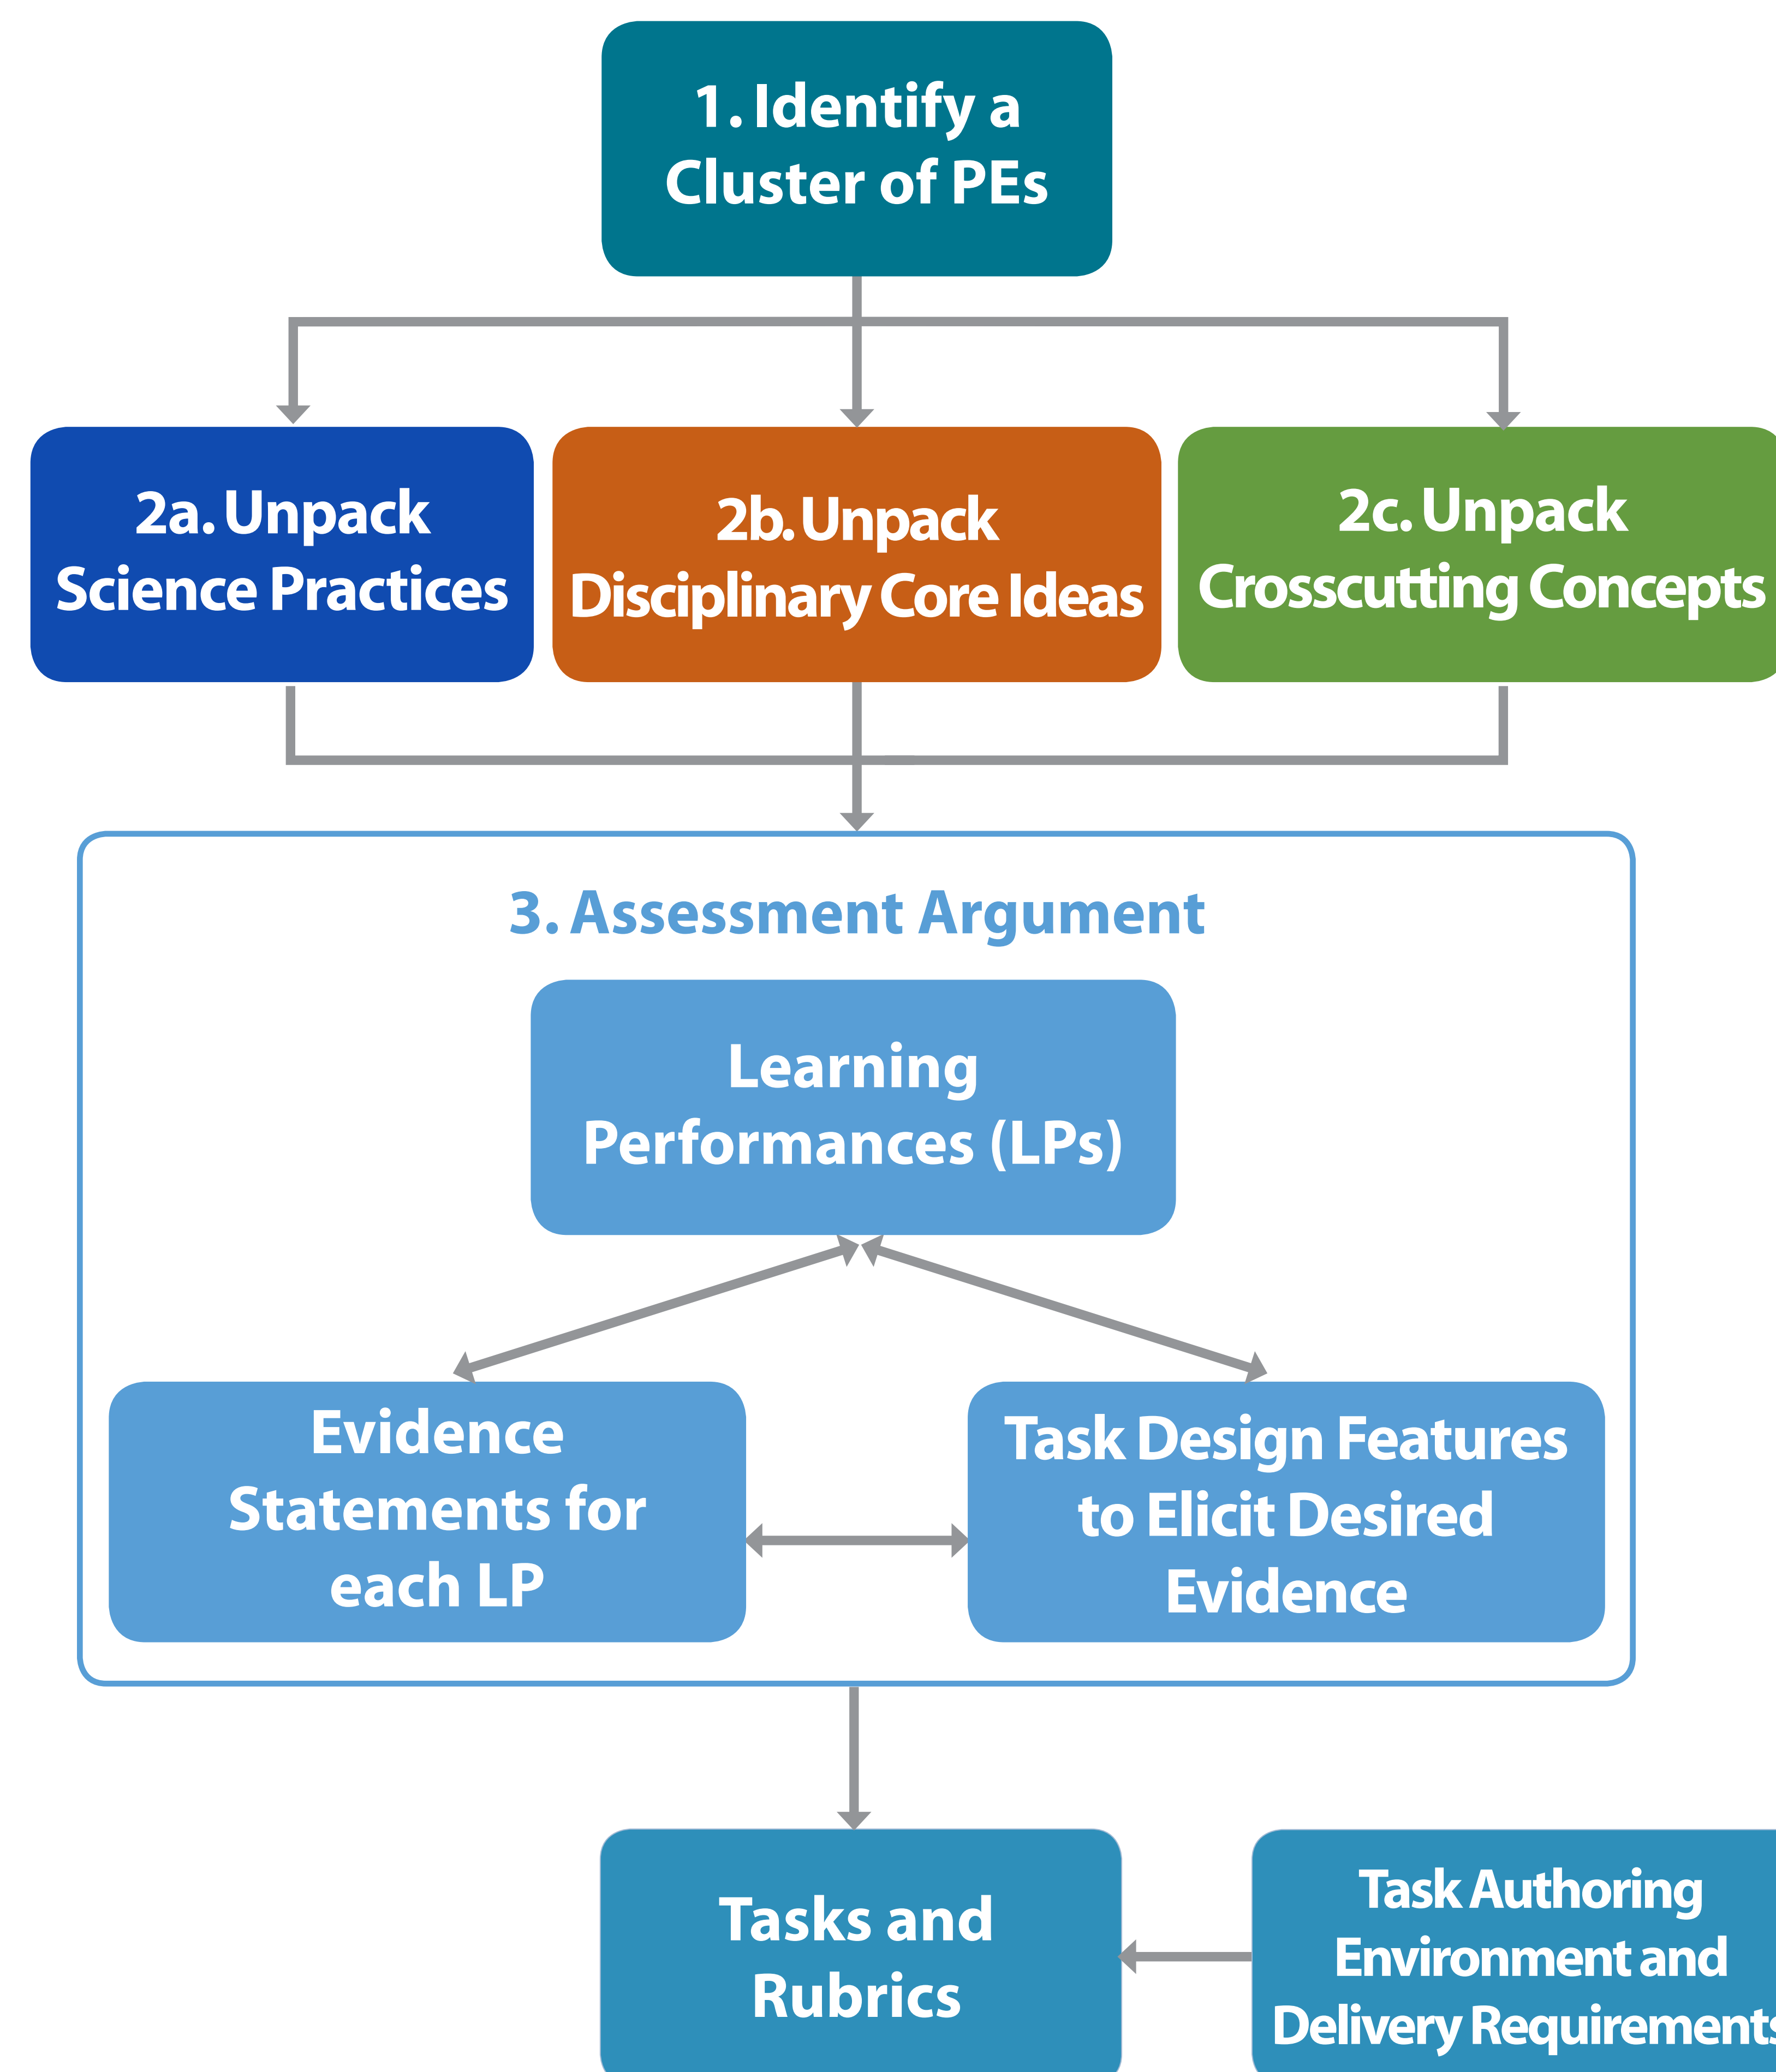 1. Identify a
Cluster of PEs
2a. Unpack
Science Practices
2b. Unpack
Disciplinary Core Ideas
2c. Unpack
Crosscutting Concepts
3. Assessment Argument
Learning
Performances (LPs)
Evidence
Statements for
each LP
Task Design Features
to Elicit Desired
Evidence
Tasks and
Rubrics
Task Authoring
Environment and
Delivery Requirements